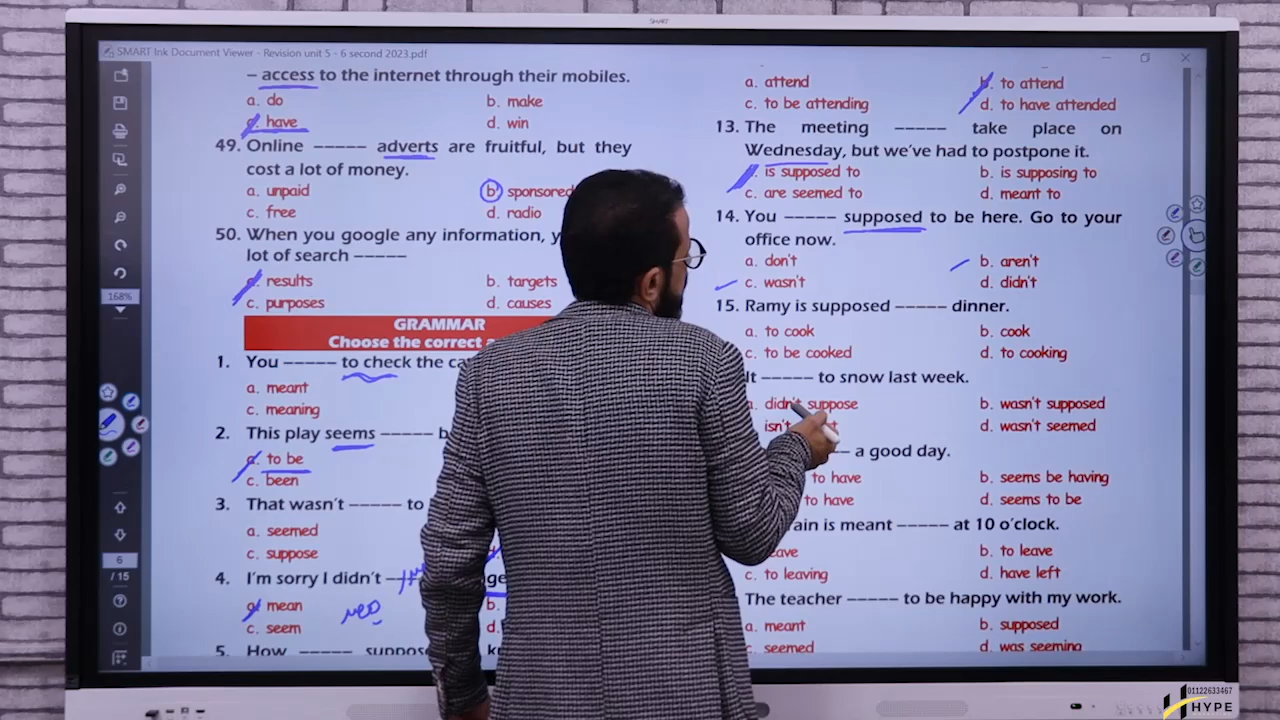 SMART
SMART Ink Document Viewer - Revision unit 5 - 6 second 2023.pdf
– access to the internet through their mobiles.
a. do b. make
c. have d. win
49. Online ----- adverts are fruitful, but they
cost a lot of money.
a. unpaid b. sponsored
c. free d. radio
50. When you google any information,
lot of search -----
a. results b. targets
c. purposes d. causes
GRAMMAR
Choose the correct
1. You ----- to check the
a. meant
c. meaning
2. This play seems -----
a. to be
c. been
3. That wasn't ----- to
a. seemed
c. suppose
4. I'm sorry I didn't
a. mean b.
c. seem d.
5. How -----
a. attend b. to attend
c. to be attending d. to have attended
13. The meeting ----- take place on
Wednesday, but we've had to postpone it.
is supposed to b. is supposing to
c. are seemed to d. meant to
14. You ----- supposed to be here. Go to your
office now.
a. don't b. aren't
c. wasn't d. didn't
15. Ramy is supposed ----- dinner.
a. to cook b. cook
c. to be cooked d. to cooking
It ----- to snow last week.
didn't suppose b. wasn't supposed
isn't d. wasn't seemed
a good day.
to have b. seems be having
to have d. seems to be
is meant ----- at 10 o'clock.
b. to leave
c. to leaving d. have left
The teacher ----- to be happy with my work.
a. meant b. supposed
c. seemed d. was seeming
168%
6
/ 15
01122633467
HYPE